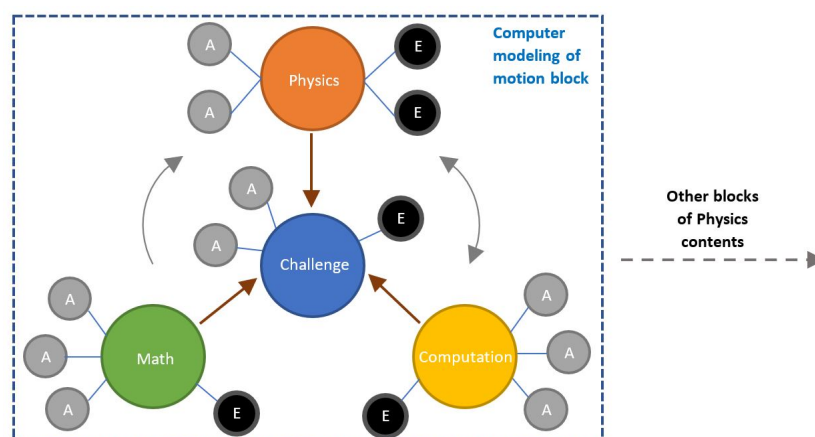 A
E
Computer
modeling of
motion block
Physics
A
E
A
E
Other blocks
of Physics
contents
A
Challenge
A
A
A
Math
Computation
A
A
E
E
A